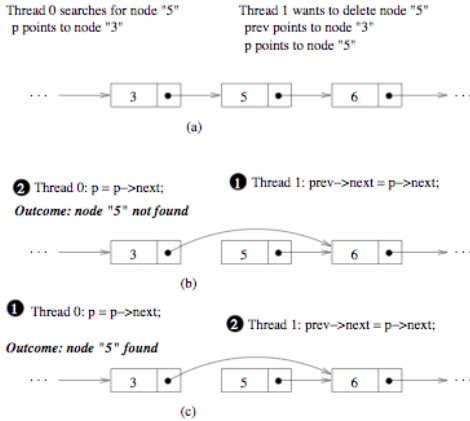 Thread 0 searches for node "5"
p points to node "3"
Thread 1 wants to delete node "5"
prev points to node "3"
p points to node "5"
... 3 5 6 ...
(a)
2 Thread 0: p = p->next;
1 Thread 1: prev->next = p->next;
Outcome: node "5" not found
... 3 5 6 ...
(b)
1 Thread 0: p = p->next;
2 Thread 1: prev->next = p->next;
Outcome: node "5" found
... 3 5 6 ...
(c)